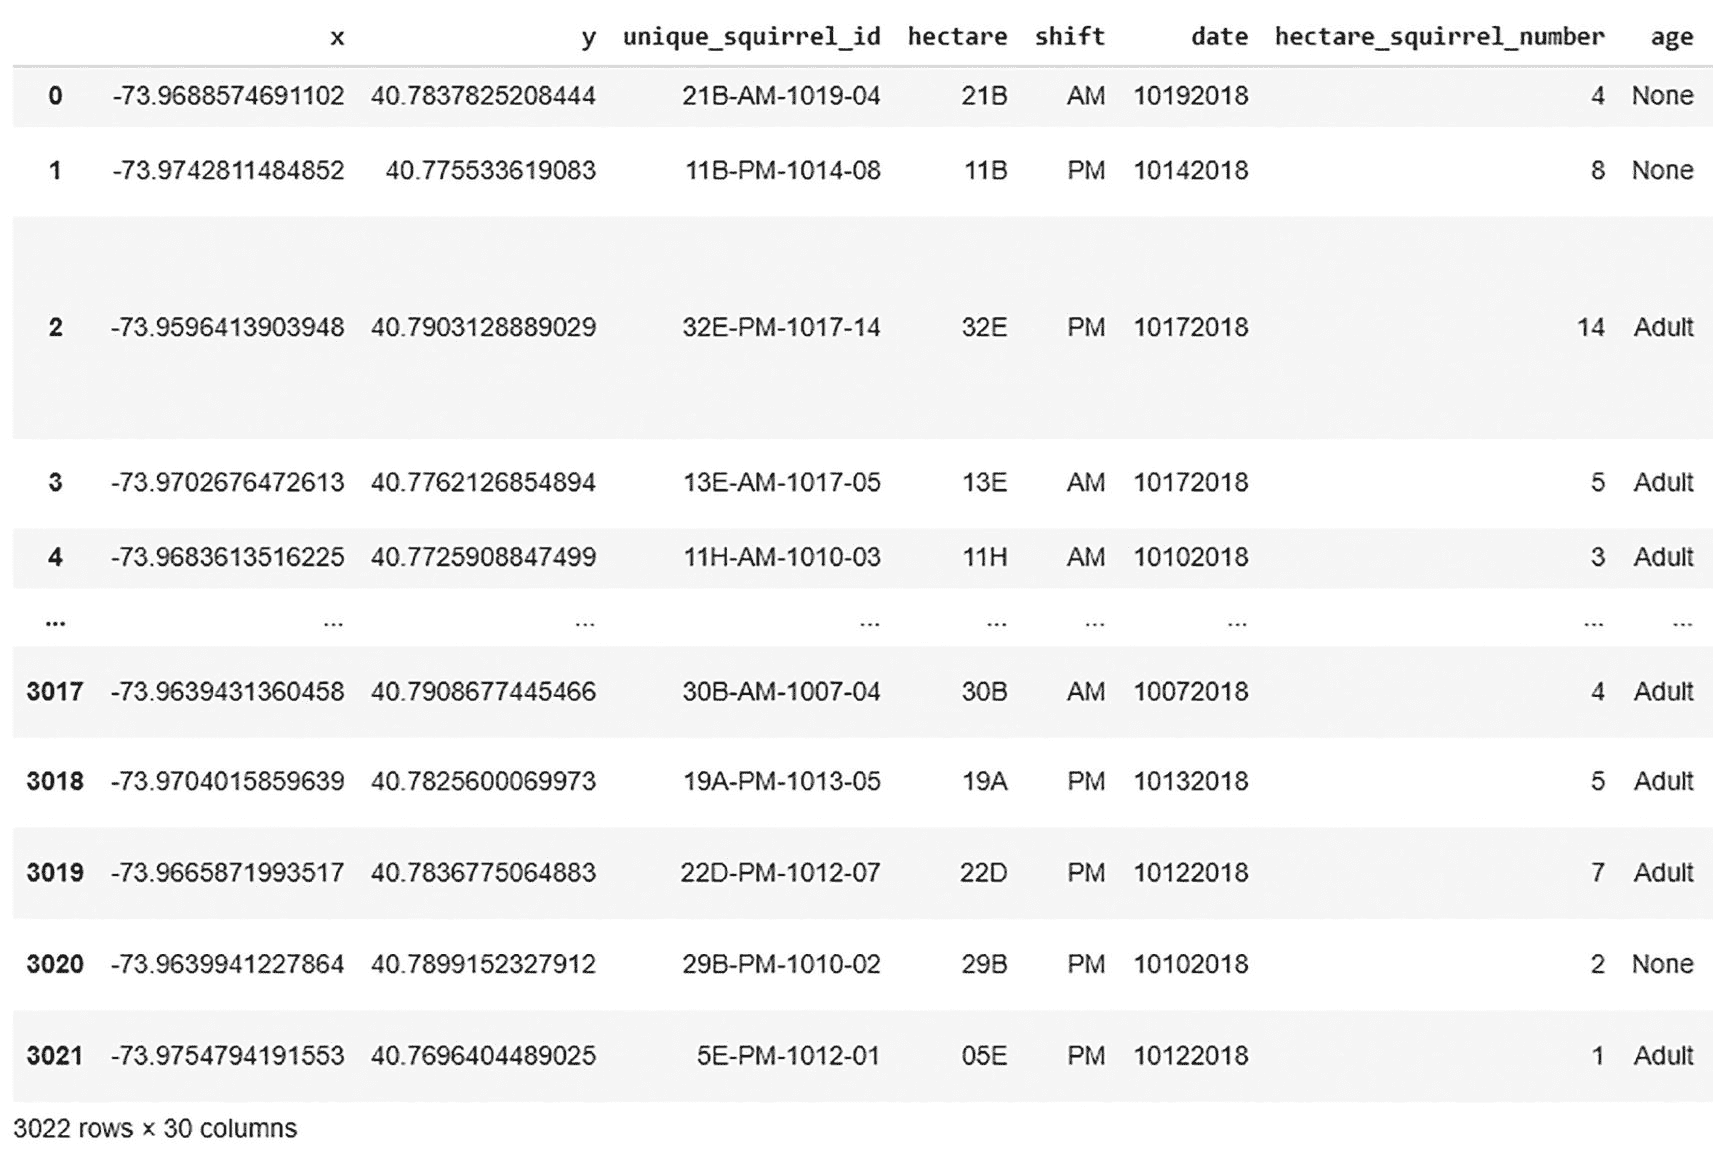 x y unique_squirrel_id hectare shift date hectare_squirrel_number age
0 -73.9688574691102 40.7837825208444 21B-AM-1019-04 21B AM 10192018 4 None
1 -73.9742811484852 40.775533619083 11B-PM-1014-08 11B PM 10142018 8 None
2 -73.9596413903948 40.7903128889029 32E-PM-1017-14 32E PM 10172018 14 Adult
3 -73.9702676472613 40.7762126854894 13E-AM-1017-05 13E AM 10172018 5 Adult
4 -73.9683613516225 40.7725908847499 11H-AM-1010-03 11H AM 10102018 3 Adult
... ... ... ... ... ... ... ... ...
3017 -73.9639431360458 40.7908677445466 30B-AM-1007-04 30B AM 10072018 4 Adult
3018 -73.9704015859639 40.7825600069973 19A-PM-1013-05 19A PM 10132018 5 Adult
3019 -73.9665871993517 40.7836775064883 22D-PM-1012-07 22D PM 10122018 7 Adult
3020 -73.9639941227864 40.7899152327912 29B-PM-1010-02 29B PM 10102018 2 None
3021 -73.9754794191553 40.7696404489025 5E-PM-1012-01 05E PM 10122018 1 Adult
3022 rows × 30 columns